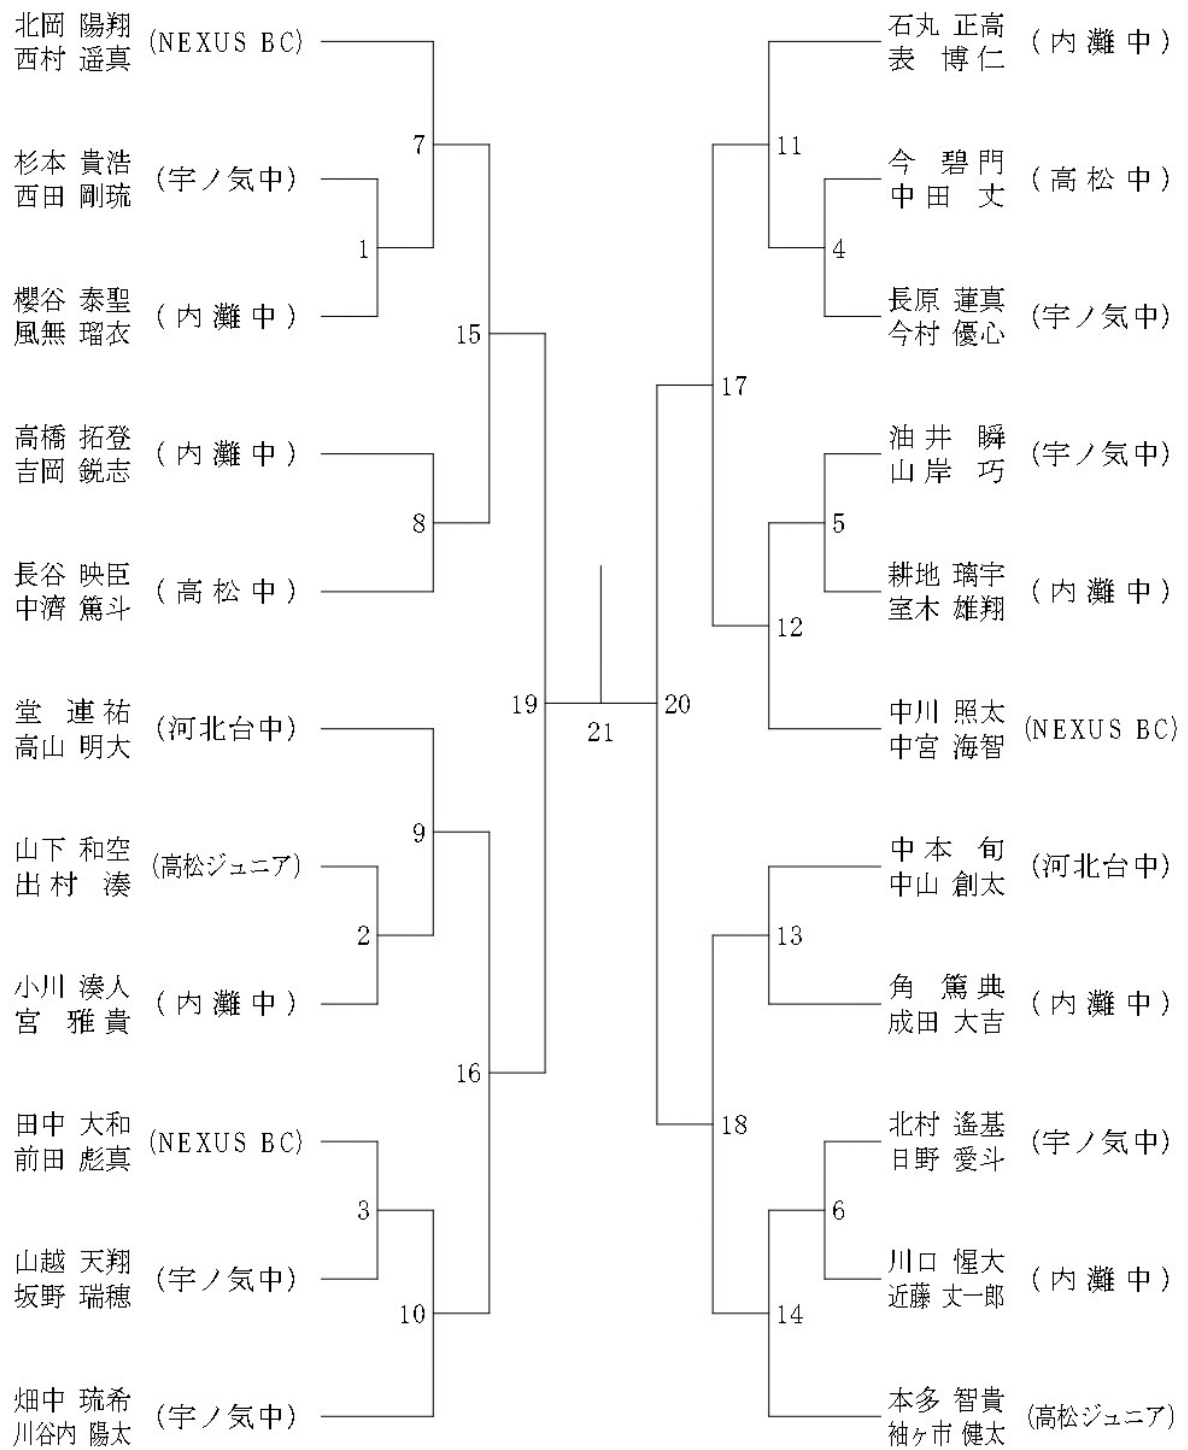 北岡 陽翔
西村 遥真
(NEXUS BC)
杉本 貴浩
西田 剛琉
(宇ノ気中)
1
櫻谷 泰聖
風無 瑠衣
(内灘中)
7
高橋 拓登
吉岡 鋭志
(内灘中)
8
長谷 映臣
中濟 篤斗
(高松中)
15
堂 連祐
高山 明大
(河北台中)
9
山下 和空
出村 湊
(高松ジュニア)
2
小川 湊人
宮 雅貴
(内灘中)
16
田中 大和
前田 彪真
(NEXUS BC)
3
山越 天翔
坂野 瑞穂
(宇ノ気中)
10
畑中 琉希
川谷内 陽太
(宇ノ気中)
19
21
20
石丸 正高
表 博仁
(内灘中)
11
今 碧門
中田 丈
(高松中)
4
長原 蓮真
今村 優心
(宇ノ気中)
17
油井 瞬
山岸 巧
(宇ノ気中)
5
耕地 璃宇
室木 雄翔
(内灘中)
12
中川 照太
中宮 海智
(NEXUS BC)
中本 旬
中山 創太
(河北台中)
13
角 篤典
成田 大吉
(内灘中)
18
北村 遙基
日野 愛斗
(宇ノ気中)
6
川口 惺大
近藤 丈一郎
(内灘中)
14
本多 智貴
袖ヶ市 健太
(高松ジュニア)